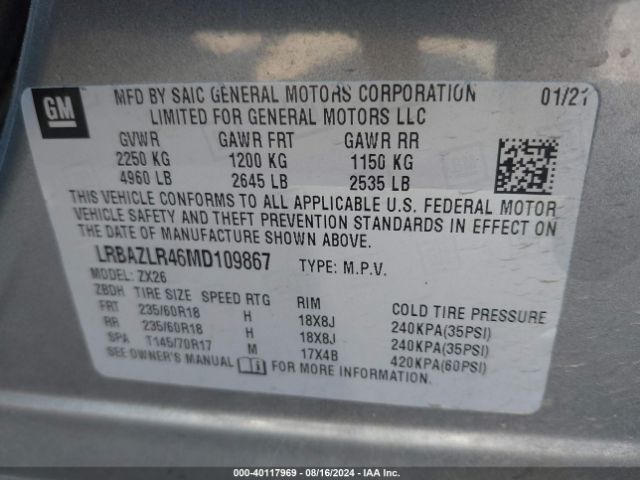 GM
MFD BY SAIC GENERAL MOTORS CORPORATION 01/21
LIMITED FOR GENERAL MOTORS LLC
GVWR GAWR FRT GAWR RR
2250 KG 1200 KG 1150 KG
4960 LB 2645 LB 2535 LB
THIS VEHICLE CONFORMS TO ALL APPLICABLE U.S. FEDERAL MOTOR
VEHICLE SAFETY AND THEFT PREVENTION STANDARDS IN EFFECT ON
THE DATE OF MANUFACTURE SHOWN ABOVE.
LRBAZLR46MD109867 TYPE: M.P.V.
MODEL: ZX26
ZBDH TIRE SIZE SPEED RTG RIM COLD TIRE PRESSURE
FRT 235/60R18 H 18X8J 240KPA(35PSI)
RR 235/60R18 H 18X8J 240KPA(35PSI)
SPA T145/70R17 M 17X4B 420KPA(60PSI)
SEE OWNER'S MANUAL FOR MORE INFORMATION.
000-40117969 - 08/16/2024 - IAA Inc.